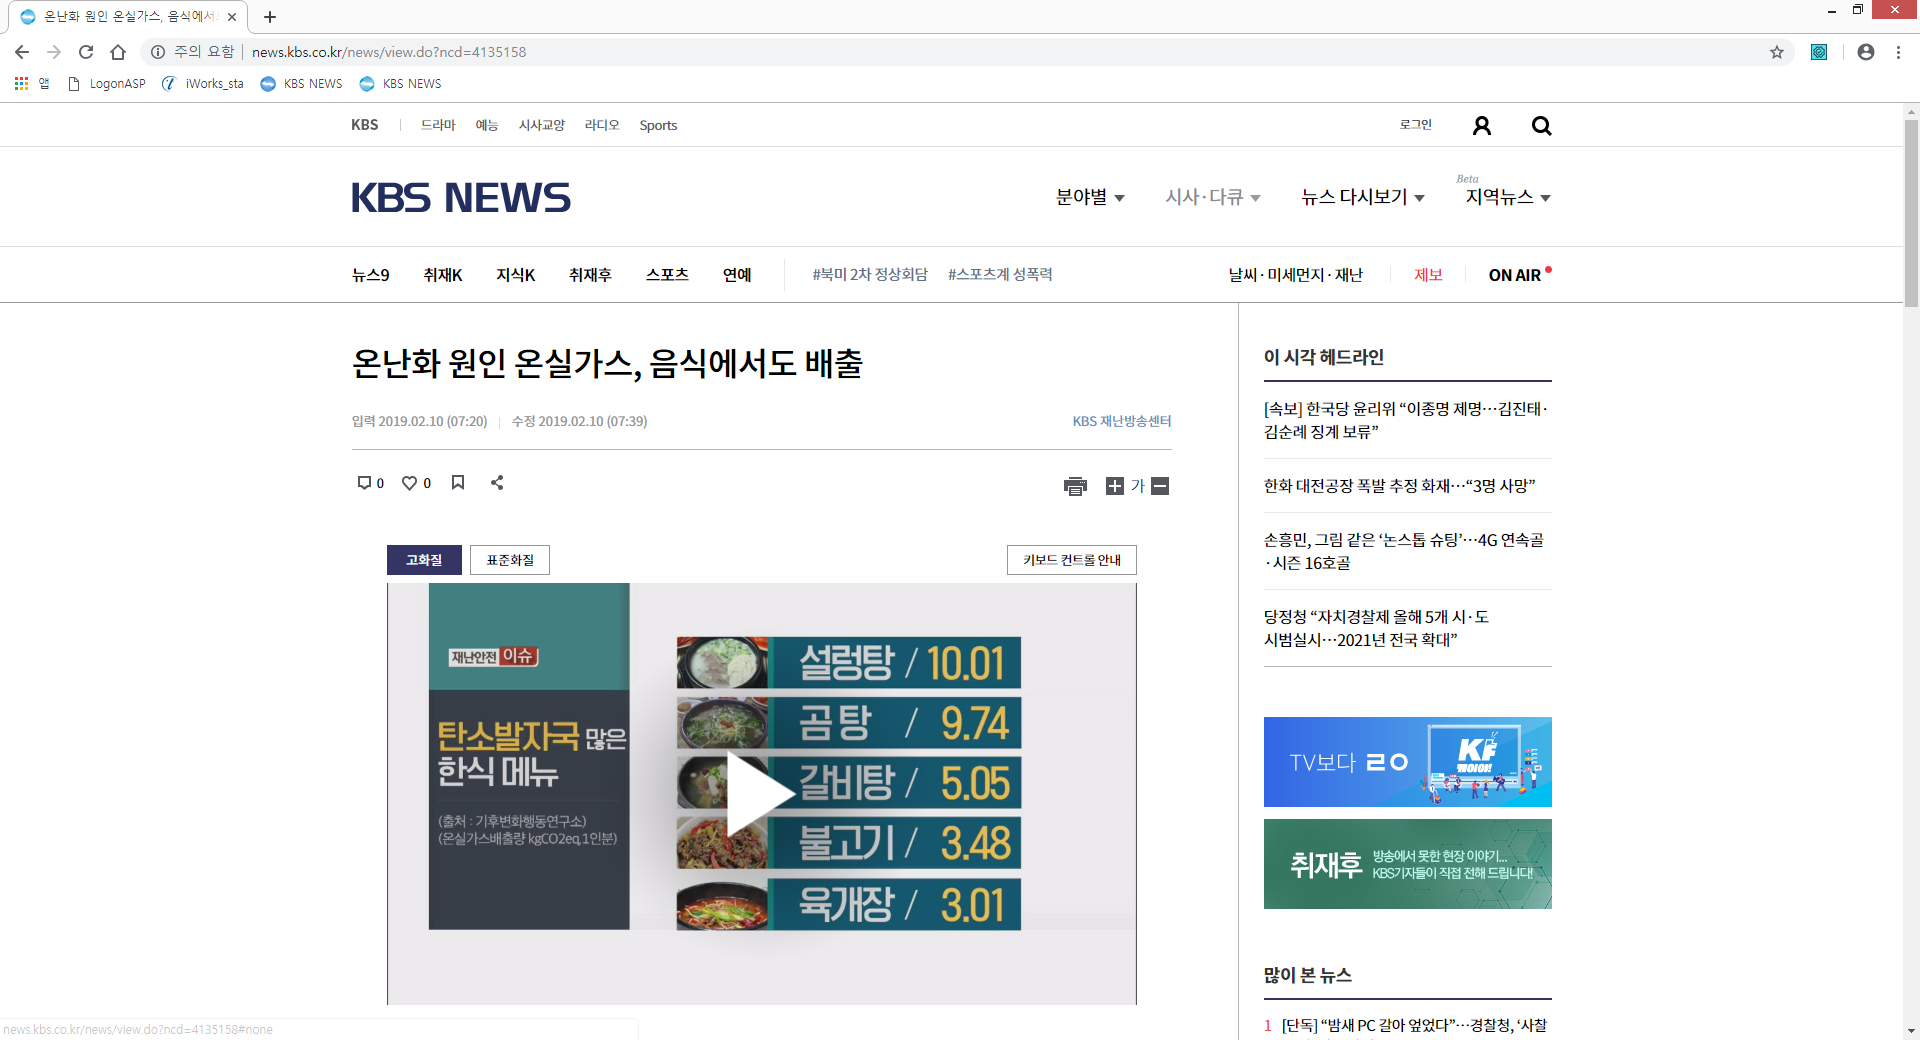 온난화 원인 온실가스, 음식에서
주의 요함
news.kbs.co.kr/news/view.do?ncd=4135158
앱
LogonASP
iWorks_sta
KBS NEWS
KBS NEWS
KBS
드라마
예능
시사교양
라디오
Sports
로그인
KBS NEWS
분야별
시사·다큐
뉴스 다시보기
Beta
지역뉴스
뉴스9
취재K
지식K
취재후
스포츠
연예
#북미 2차 정상회담
#스포츠계 성폭력
날씨·미세먼지·재난
제보
ON AIR
온난화 원인 온실가스, 음식에서도 배출
입력 2019.02.10 (07:20)
수정 2019.02.10 (07:39)
KBS 재난방송센터
0
0
가
고화질
표준화질
키보드 컨트롤 안내
재난안전 이슈
탄소발자국 많은
한식 메뉴
(출처 : 기후변화행동연구소)
(온실가스배출량 kgCO2eq,1인분)
설렁탕 / 10.01
곰탕 / 9.74
갈비탕 / 5.05
불고기 / 3.48
육개장 / 3.01
이 시각 헤드라인
[속보] 한국당 윤리위 “이종명 제명…김진태·
김순례 징계 보류”
한화 대전공장 폭발 추정 화재…“3명 사망”
손흥민, 그림 같은 ‘논스톱 슈팅’…4G 연속골
·시즌 16호골
당정청 “자치경찰제 올해 5개 시·도
시범실시…2021년 전국 확대”
TV보다 ㄹㅇ
케이야!
취재후
방송에서 못한 현장 이야기...
KBS기자들이 직접 전해 드립니다!
많이 본 뉴스
1 [단독] “밤새 PC 갈아 엎었다”…경찰청, ‘사찰
news.kbs.co.kr/news/view.do?ncd=4135158#none